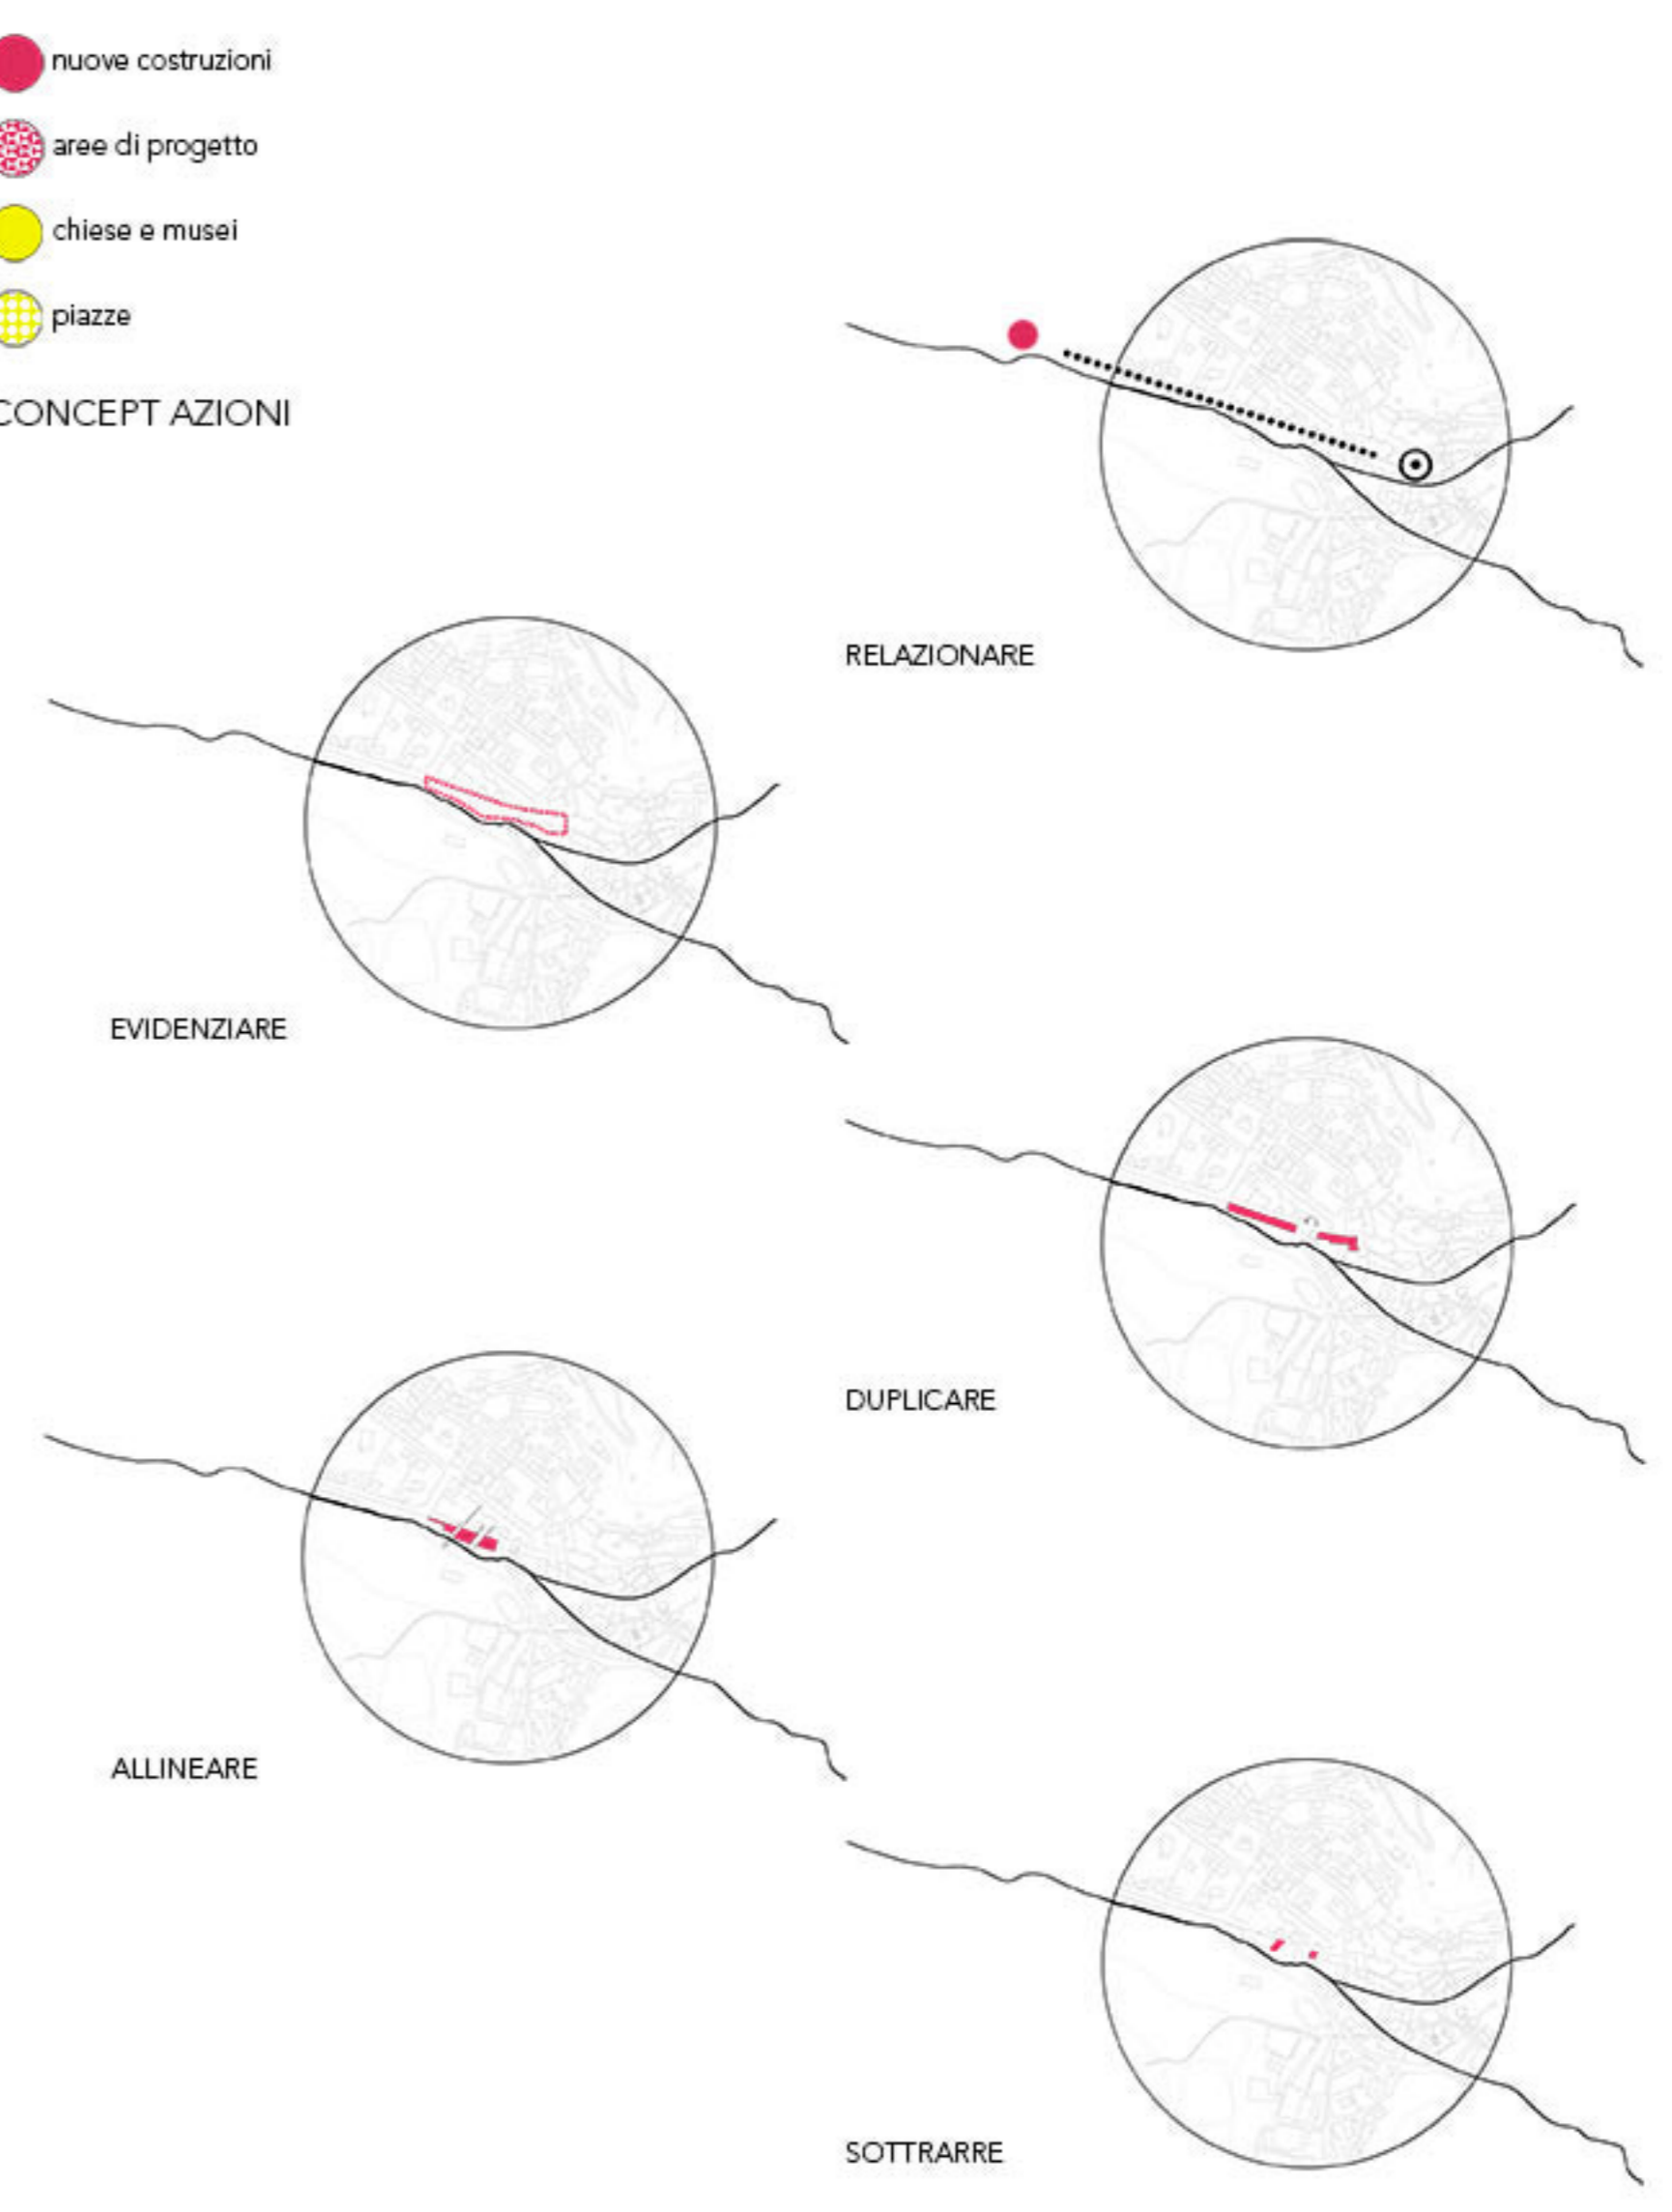 nuove costruzioni
aree di progetto
chiese e musei
piazze
CONCEPT AZIONI
RELAZIONARE
EVIDENZIARE
DUPLICARE
ALLINEARE
SOTTRARRE